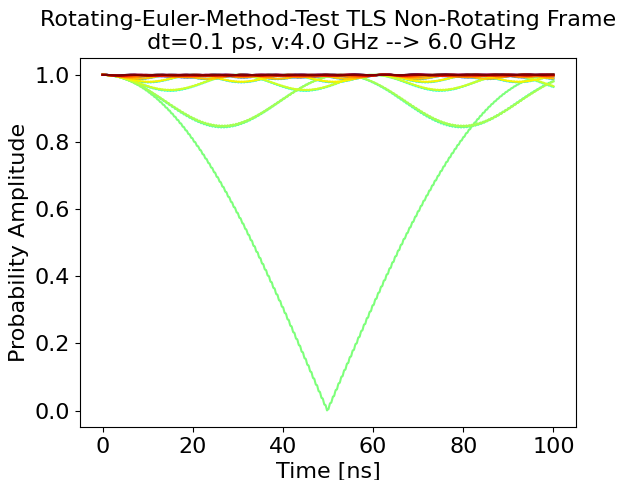 Rotating-Euler-Method-Test TLS Non-Rotating Frame
dt=0.1 ps, v:4.0 GHz --> 6.0 GHz
1.0
0.8
0.6
0.4
0.2
0.0
Probability Amplitude
0 20 40 60 80 100
Time [ns]